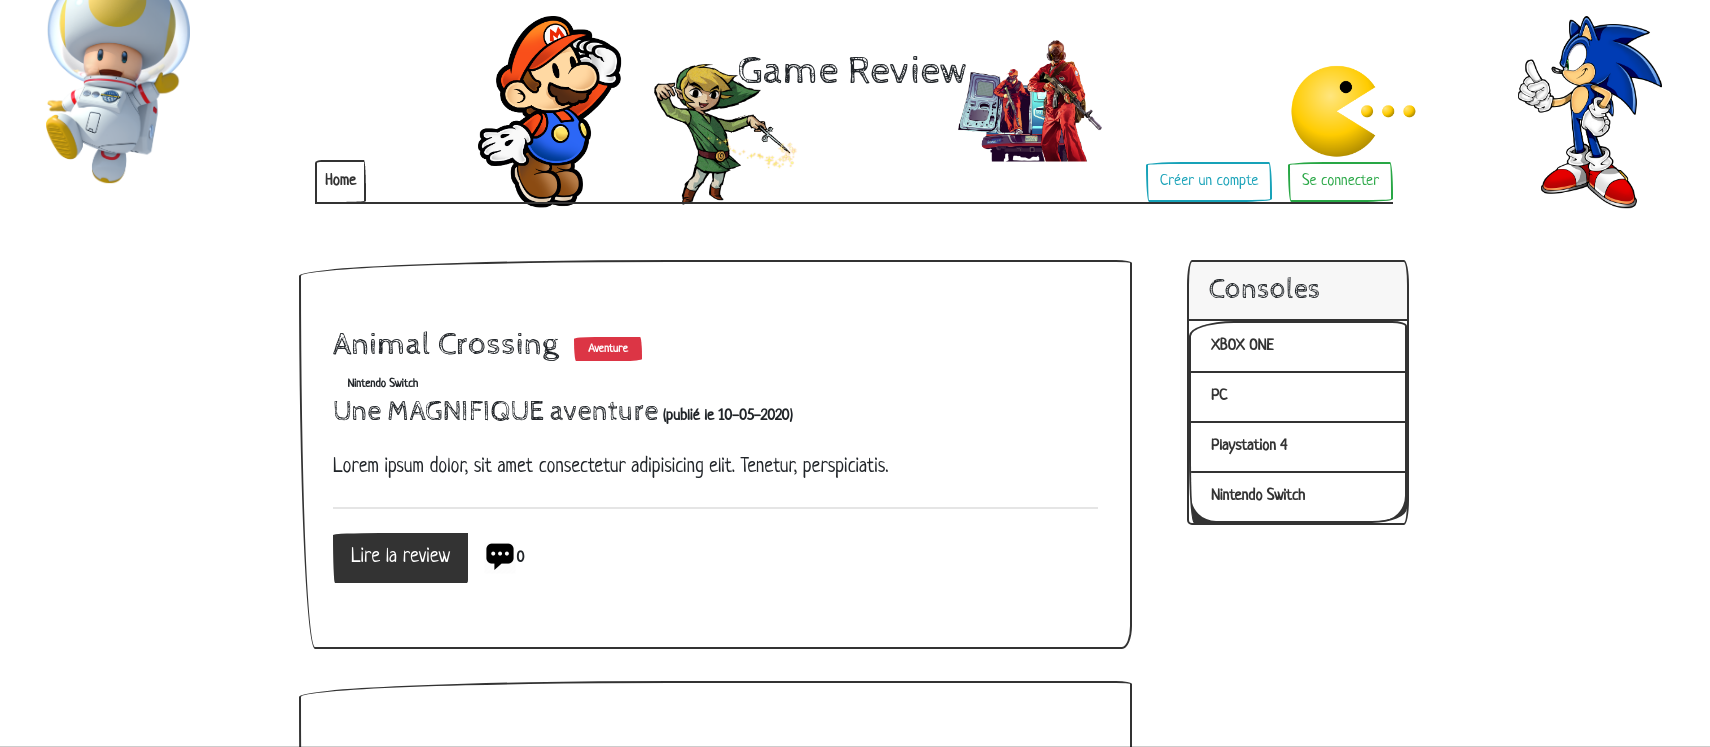 Game Review
Home
Créer un compte
Se connecter
Animal Crossing Aventure
Nintendo Switch
Une MAGNIFIQUE aventure (publié le 10-05-2020)
Lorem ipsum dolor, sit amet consectetur adipisicing elit. Tenetur, perspiciatis.
Lire la review 0
Consoles
XBOX ONE
PC
Playstation 4
Nintendo Switch